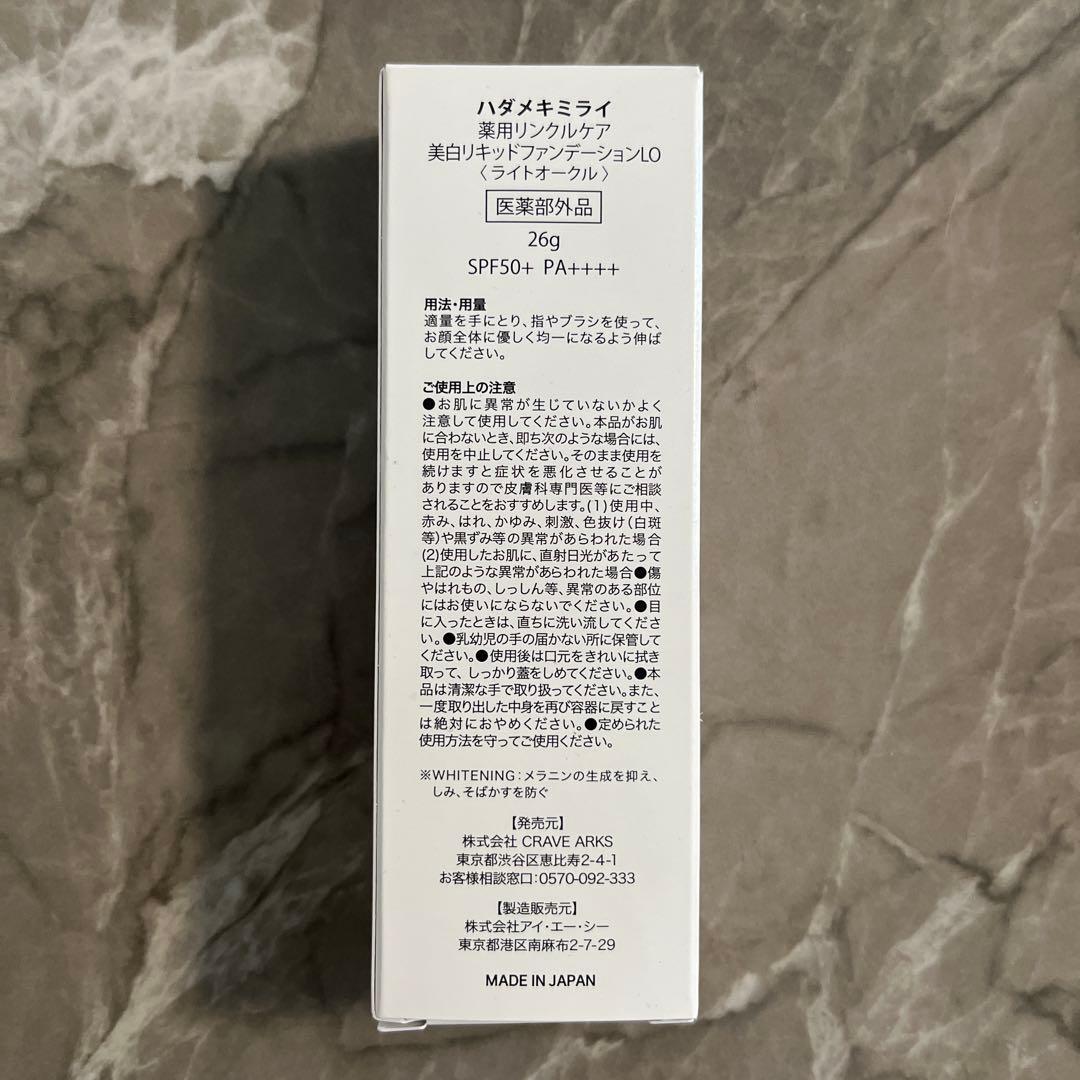 ハダメキミライ
薬用リンクルケア
美白リキッドファンデーションLO
〈ライトオークル〉
医薬部外品
26g
SPF50+ PA++++
用法・用量
適量を手にとり、指やブラシを使って、
お顔全体に優しく均一になるよう伸ば
してください。
ご使用上の注意
●お肌に異常が生じていないかよく
注意して使用してください。本品がお肌
に合わないとき、即ち次のような場合には、
使用を中止してください。そのまま使用を
続けますと症状を悪化させることが
ありますので皮膚科専門医等にご相談
されることをおすすめします。(1)使用中、
赤み、はれ、かゆみ、刺激、色抜け(白斑
等)や黒ずみ等の異常があらわれた場合
(2)使用したお肌に、直射日光があたって
上記のような異常があらわれた場合●傷
やはれもの、しっしん等、異常のある部位
にはお使いにならないでください。●目
に入ったときは、直ちに洗い流してくださ
い。●乳幼児の手の届かない所に保管して
ください。●使用後は口元をきれいに拭き
取って、しっかり蓋をしめてください。●本
品は清潔な手で取り扱ってください。また、
一度取り出した中身を再び容器に戻すこと
は絶対におやめください。●定められた
使用方法を守ってご使用ください。
※WHITENING:メラニンの生成を抑え、
しみ、そばかすを防ぐ
【発売元】
株式会社 CRAVE ARKS
東京都渋谷区恵比寿2-4-1
お客様相談窓口:0570-092-333
【製造販売元】
株式会社アイ・エー・シー
東京都港区南麻布2-7-29
MADE IN JAPAN